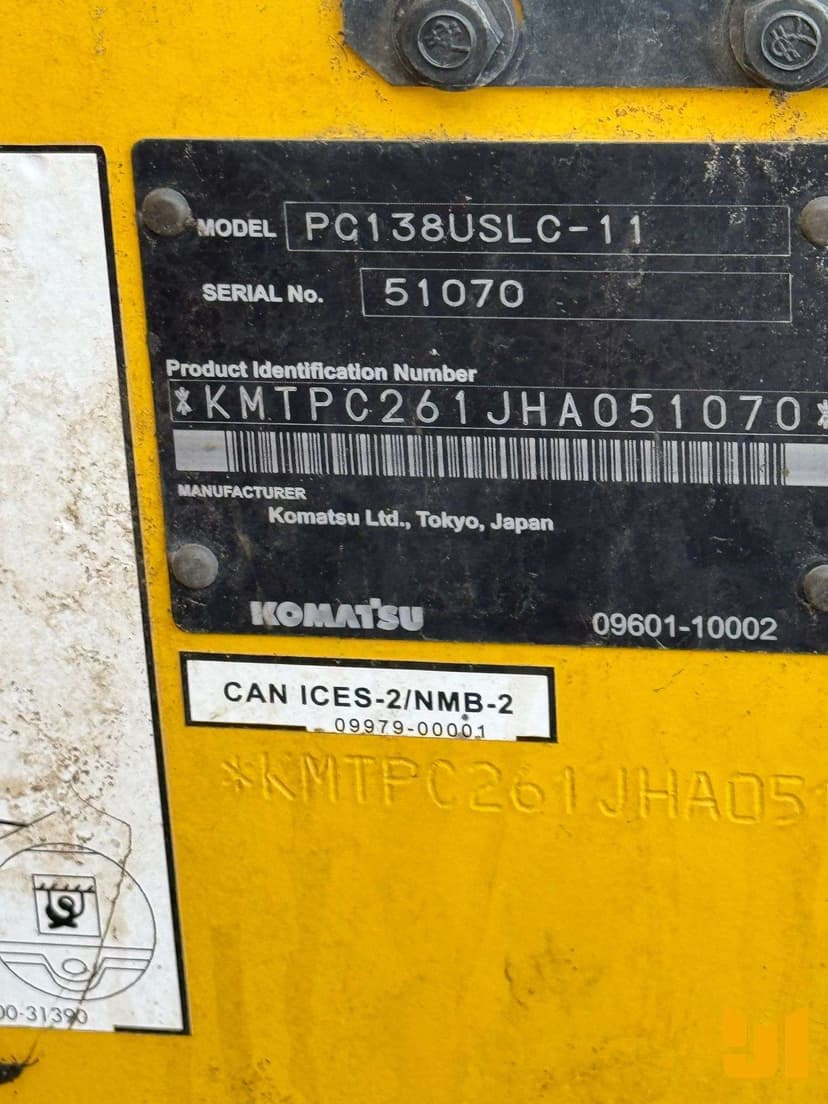 MODEL PC138USLC-11
SERIAL No. 51070
Product Identification Number
*KMTPC261JHA051070*
MANUFACTURER
Komatsu Ltd., Tokyo, Japan
KOMATSU
09601-10002
CAN ICES-2/NMB-2
09979-00001
*KMTPC261JHA051
00-31390